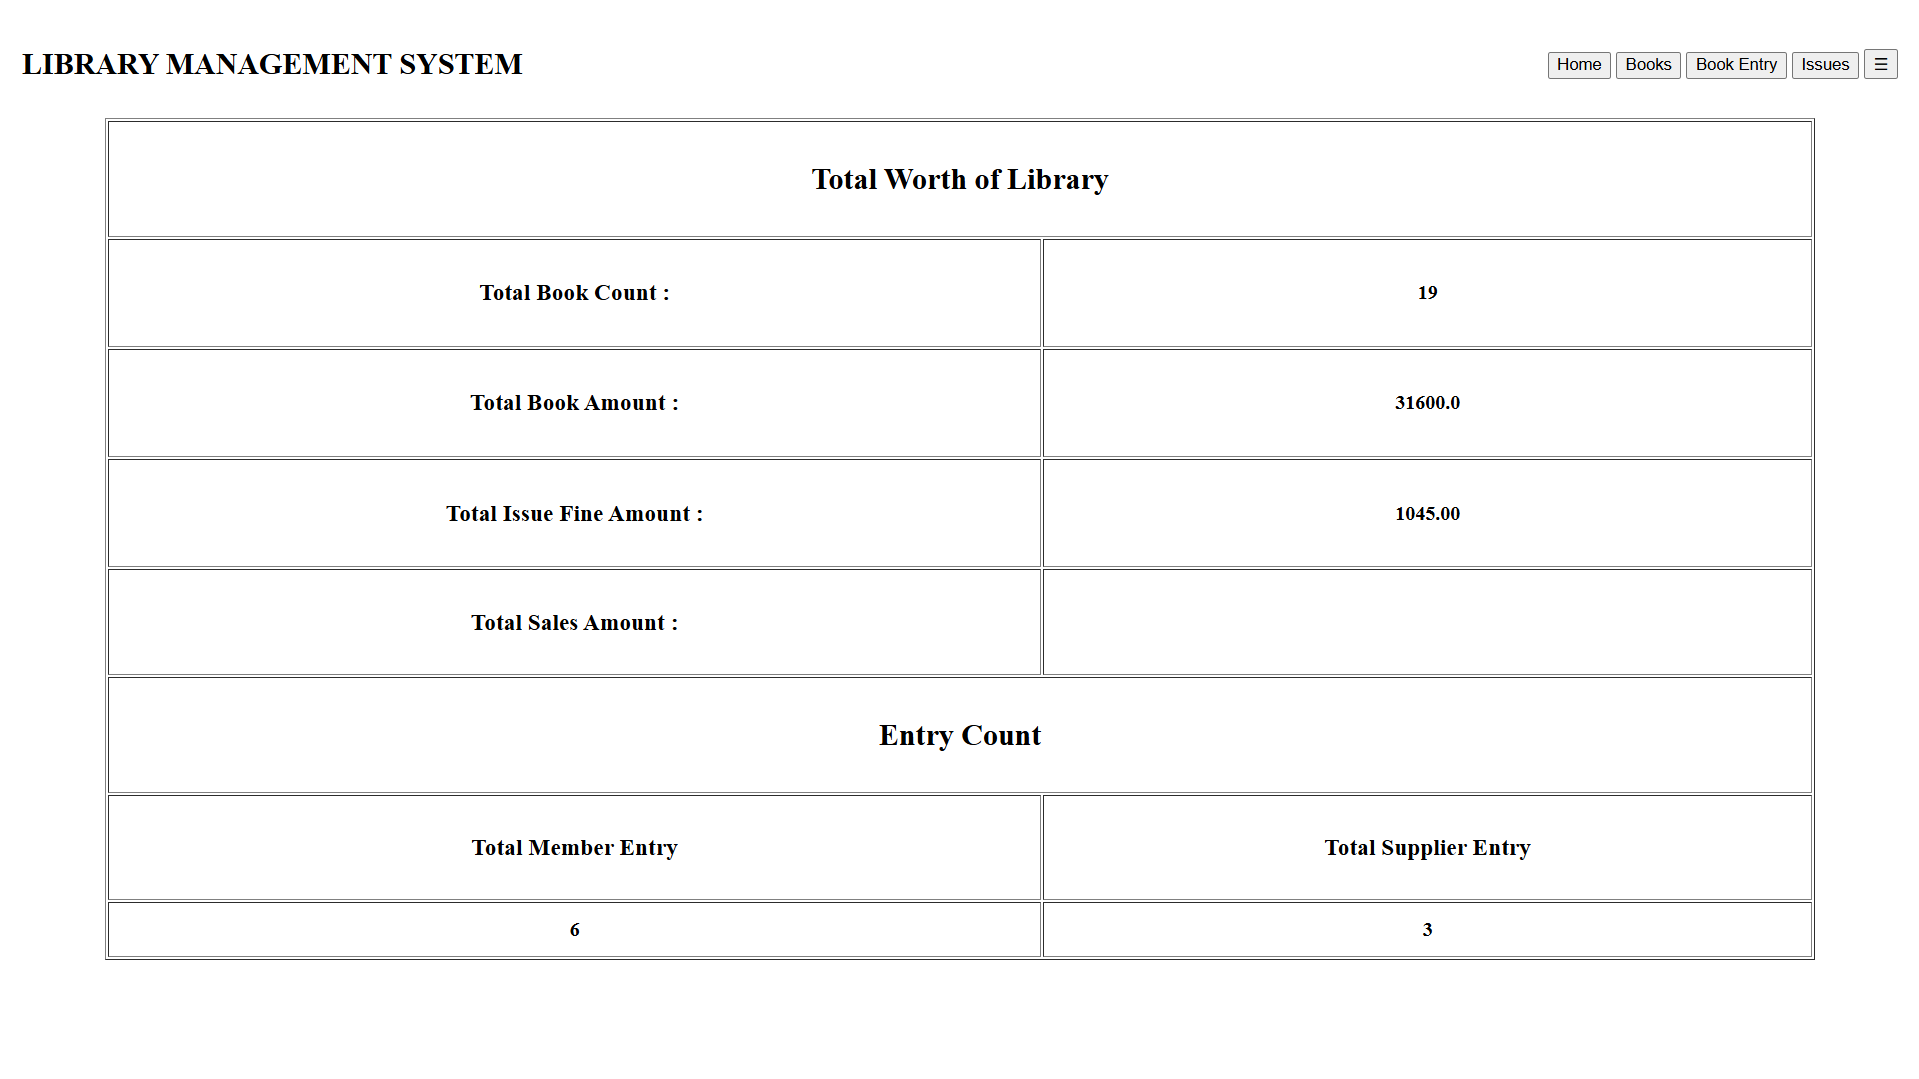 LIBRARY MANAGEMENT SYSTEM
Home Books Book Entry Issues ☰
Total Worth of Library
Total Book Count : 19
Total Book Amount : 31600.0
Total Issue Fine Amount : 1045.00
Total Sales Amount :
Entry Count
Total Member Entry Total Supplier Entry
6 3